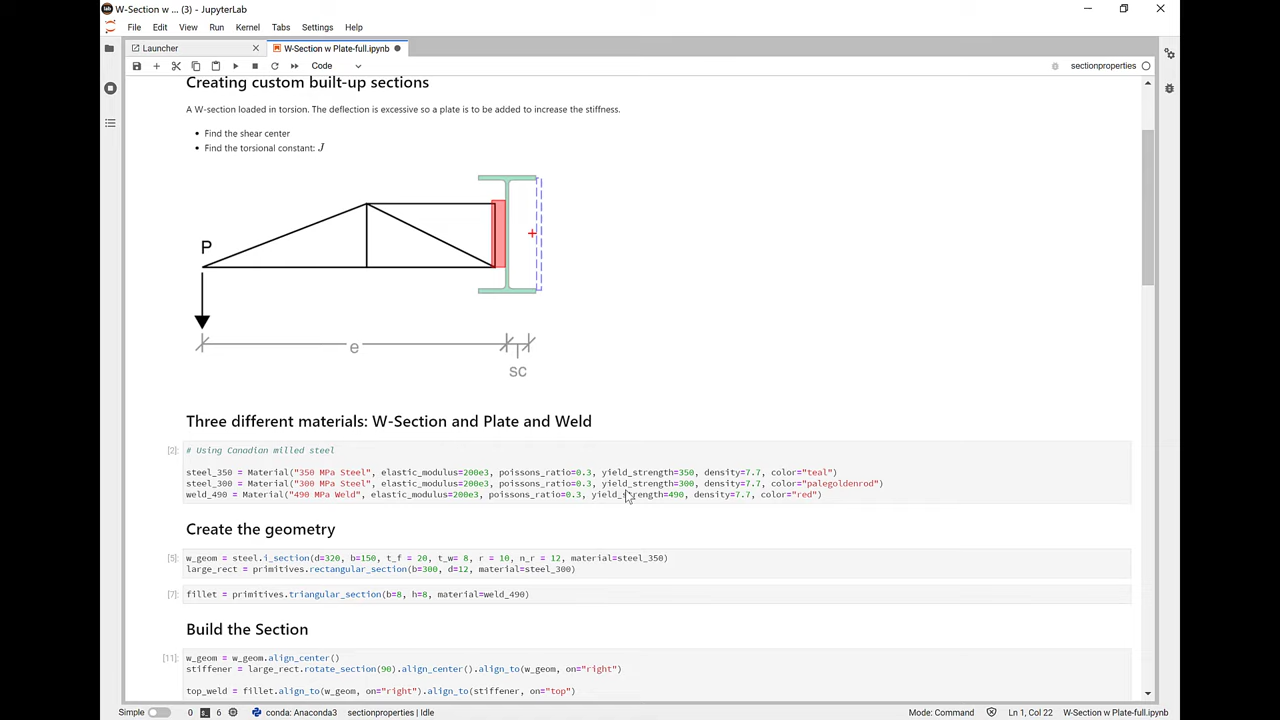 W-Section w ... (3) - JupyterLab
File Edit View Run Kernel Tabs Settings Help
Launcher
W-Section w Plate-full.ipynb
Code
sectionproperties
Creating custom built-up sections
A W-section loaded in torsion. The deflection is excessive so a plate is to be added to increase the stiffness.
• Find the shear center
• Find the torsional constant: J
P
e
sc
Three different materials: W-Section and Plate and Weld
[2]:
# Using Canadian milled steel
steel_350 = Material("350 MPa Steel", elastic_modulus=200e3, poissons_ratio=0.3, yield_strength=350, density=7.7, color="teal")
steel_300 = Material("300 MPa Steel", elastic_modulus=200e3, poissons_ratio=0.3, yield_strength=300, density=7.7, color="palegoldenrod")
weld_490 = Material("490 MPa Weld", elastic_modulus=200e3, poissons_ratio=0.3, yield_strength=490, density=7.7, color="red")
Create the geometry
[5]:
w_geom = steel.i_section(d=320, b=150, t_f = 20, t_w= 8, r = 10, n_r = 12, material=steel_350)
large_rect = primitives.rectangular_section(b=300, d=12, material=steel_300)
[7]:
fillet = primitives.triangular_section(b=8, h=8, material=weld_490)
Build the Section
[11]:
w_geom = w_geom.align_center()
stiffener = large_rect.rotate_section(90).align_center().align_to(w_geom, on="right")
top_weld = fillet.align_to(w_geom, on="right").align_to(stiffener, on="top")
Simple 0 6 conda: Anaconda3 sectionproperties | Idle Mode: Command Ln 1, Col 22 W-Section w Plate-full.ipynb